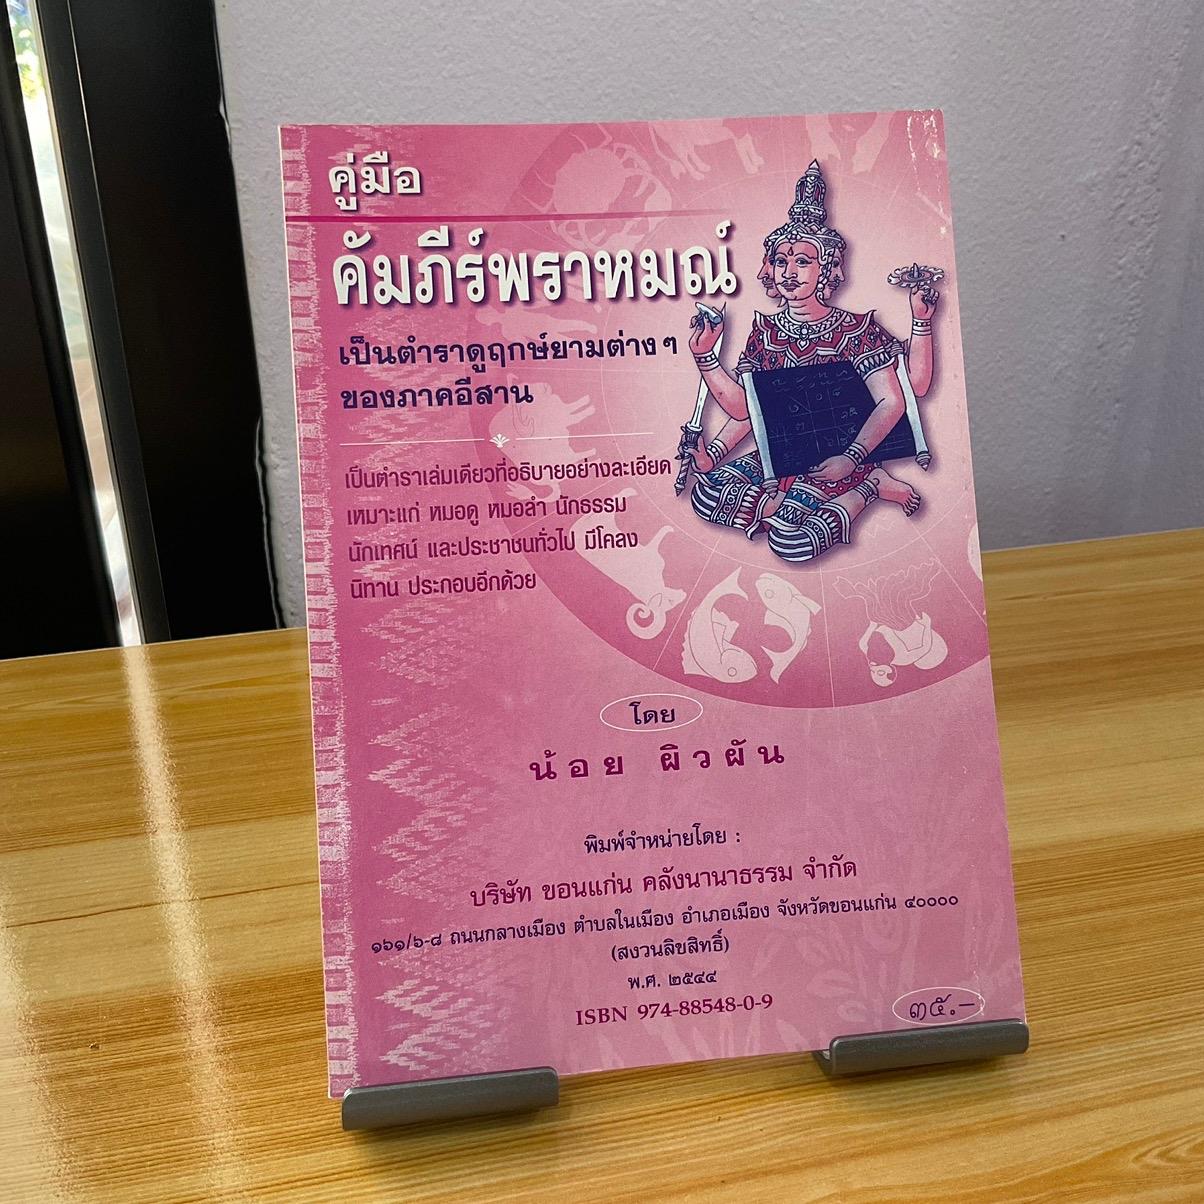 คู่มือ
คัมภีร์พราหมณ์
เป็นตำราดูฤกษ์ยามต่าง ๆ
ของภาคอีสาน
เป็นตำราเล่มเดียวที่อธิบายอย่างละเอียด
เหมาะแก่ หมอดู หมอลำ นักธรรม
นักเทศน์ และประชาชนทั่วไป มีโคลง
นิทาน ประกอบอีกด้วย
โดย
น้อย ผิวผัน
พิมพ์จำหน่ายโดย :
บริษัท ขอนแก่น คลังนานาธรรม จำกัด
๑๖๑/๖-๘ ถนนกลางเมือง ตำบลในเมือง อำเภอเมือง จังหวัดขอนแก่น ๔๐๐๐๐
(สงวนลิขสิทธิ์)
พ.ศ. ๒๕๔๔
ISBN 974-88548-0-9
๓๕.-